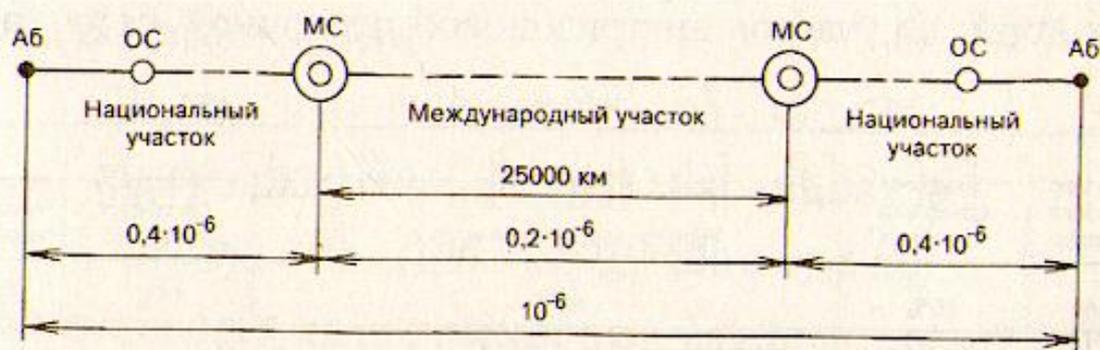 Аб ОС МС МС ОС Аб
Национальный участок
Международный участок
Национальный участок
25000 км
0,4·10⁻⁶ 0,2·10⁻⁶ 0,4·10⁻⁶
10⁻⁶